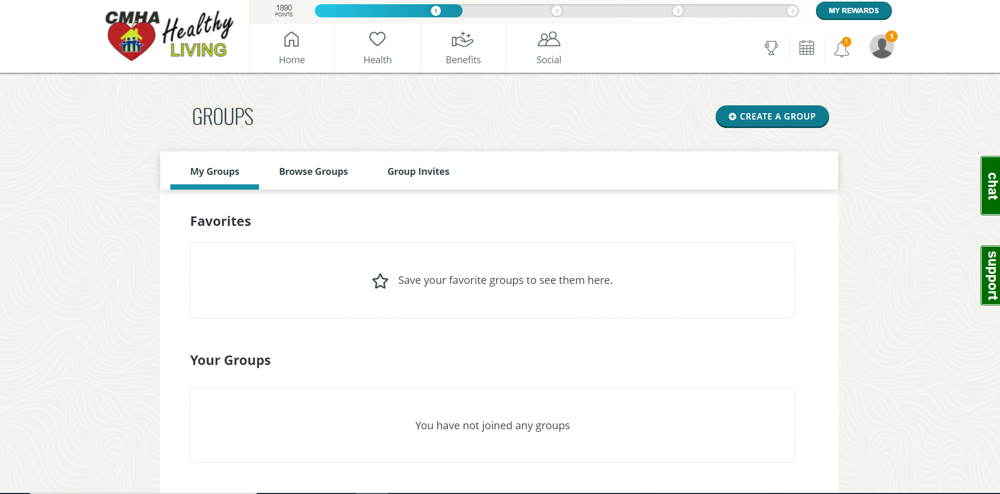 CMHA
Healthy
LIVING
1890
POINTS
1
2
3
4
MY REWARDS
Home
Health
Benefits
Social
1
1
GROUPS
CREATE A GROUP
My Groups
Browse Groups
Group Invites
chat
Favorites
support
Save your favorite groups to see them here.
Your Groups
You have not joined any groups